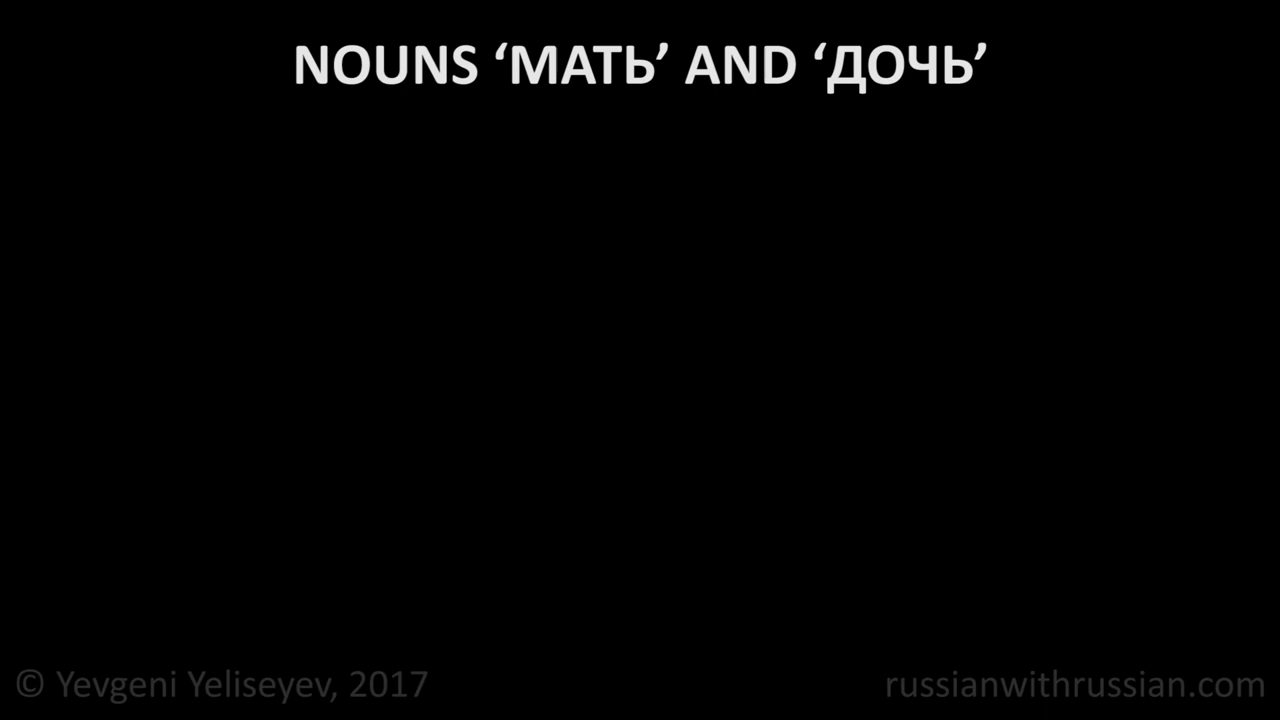 NOUNS ‘МАТЬ’ AND ‘ДОЧЬ’
© Yevgeni Yeliseyev, 2017
russianwithrussian.com